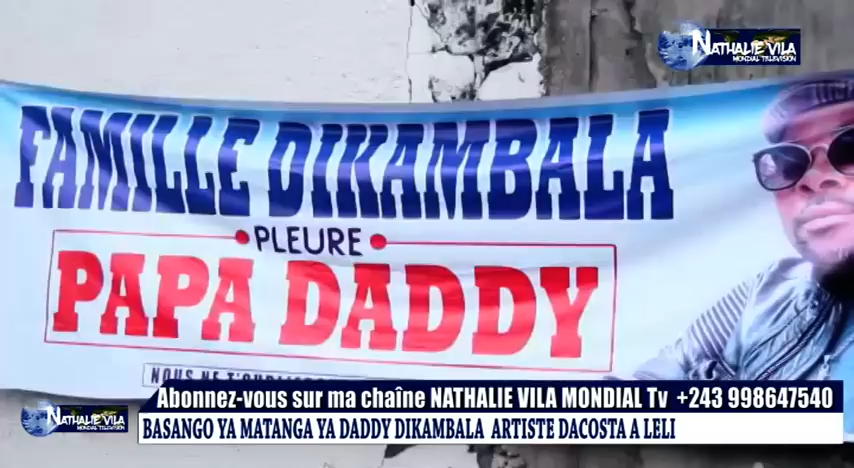 NATHALIE VILA
MONDIAL TELEVISION
FAMILLE DIKAMBALA
PLEURE
PAPA DADDY
NOUS NE T'OUBLIERONS
Abonnez-vous sur ma chaîne NATHALIE VILA MONDIAL Tv +243 998647540
NATHALIE VILA
MONDIAL TELEVISION
BASANGO YA MATANGA YA DADDY DIKAMBALA ARTISTE DACOSTA A LELI